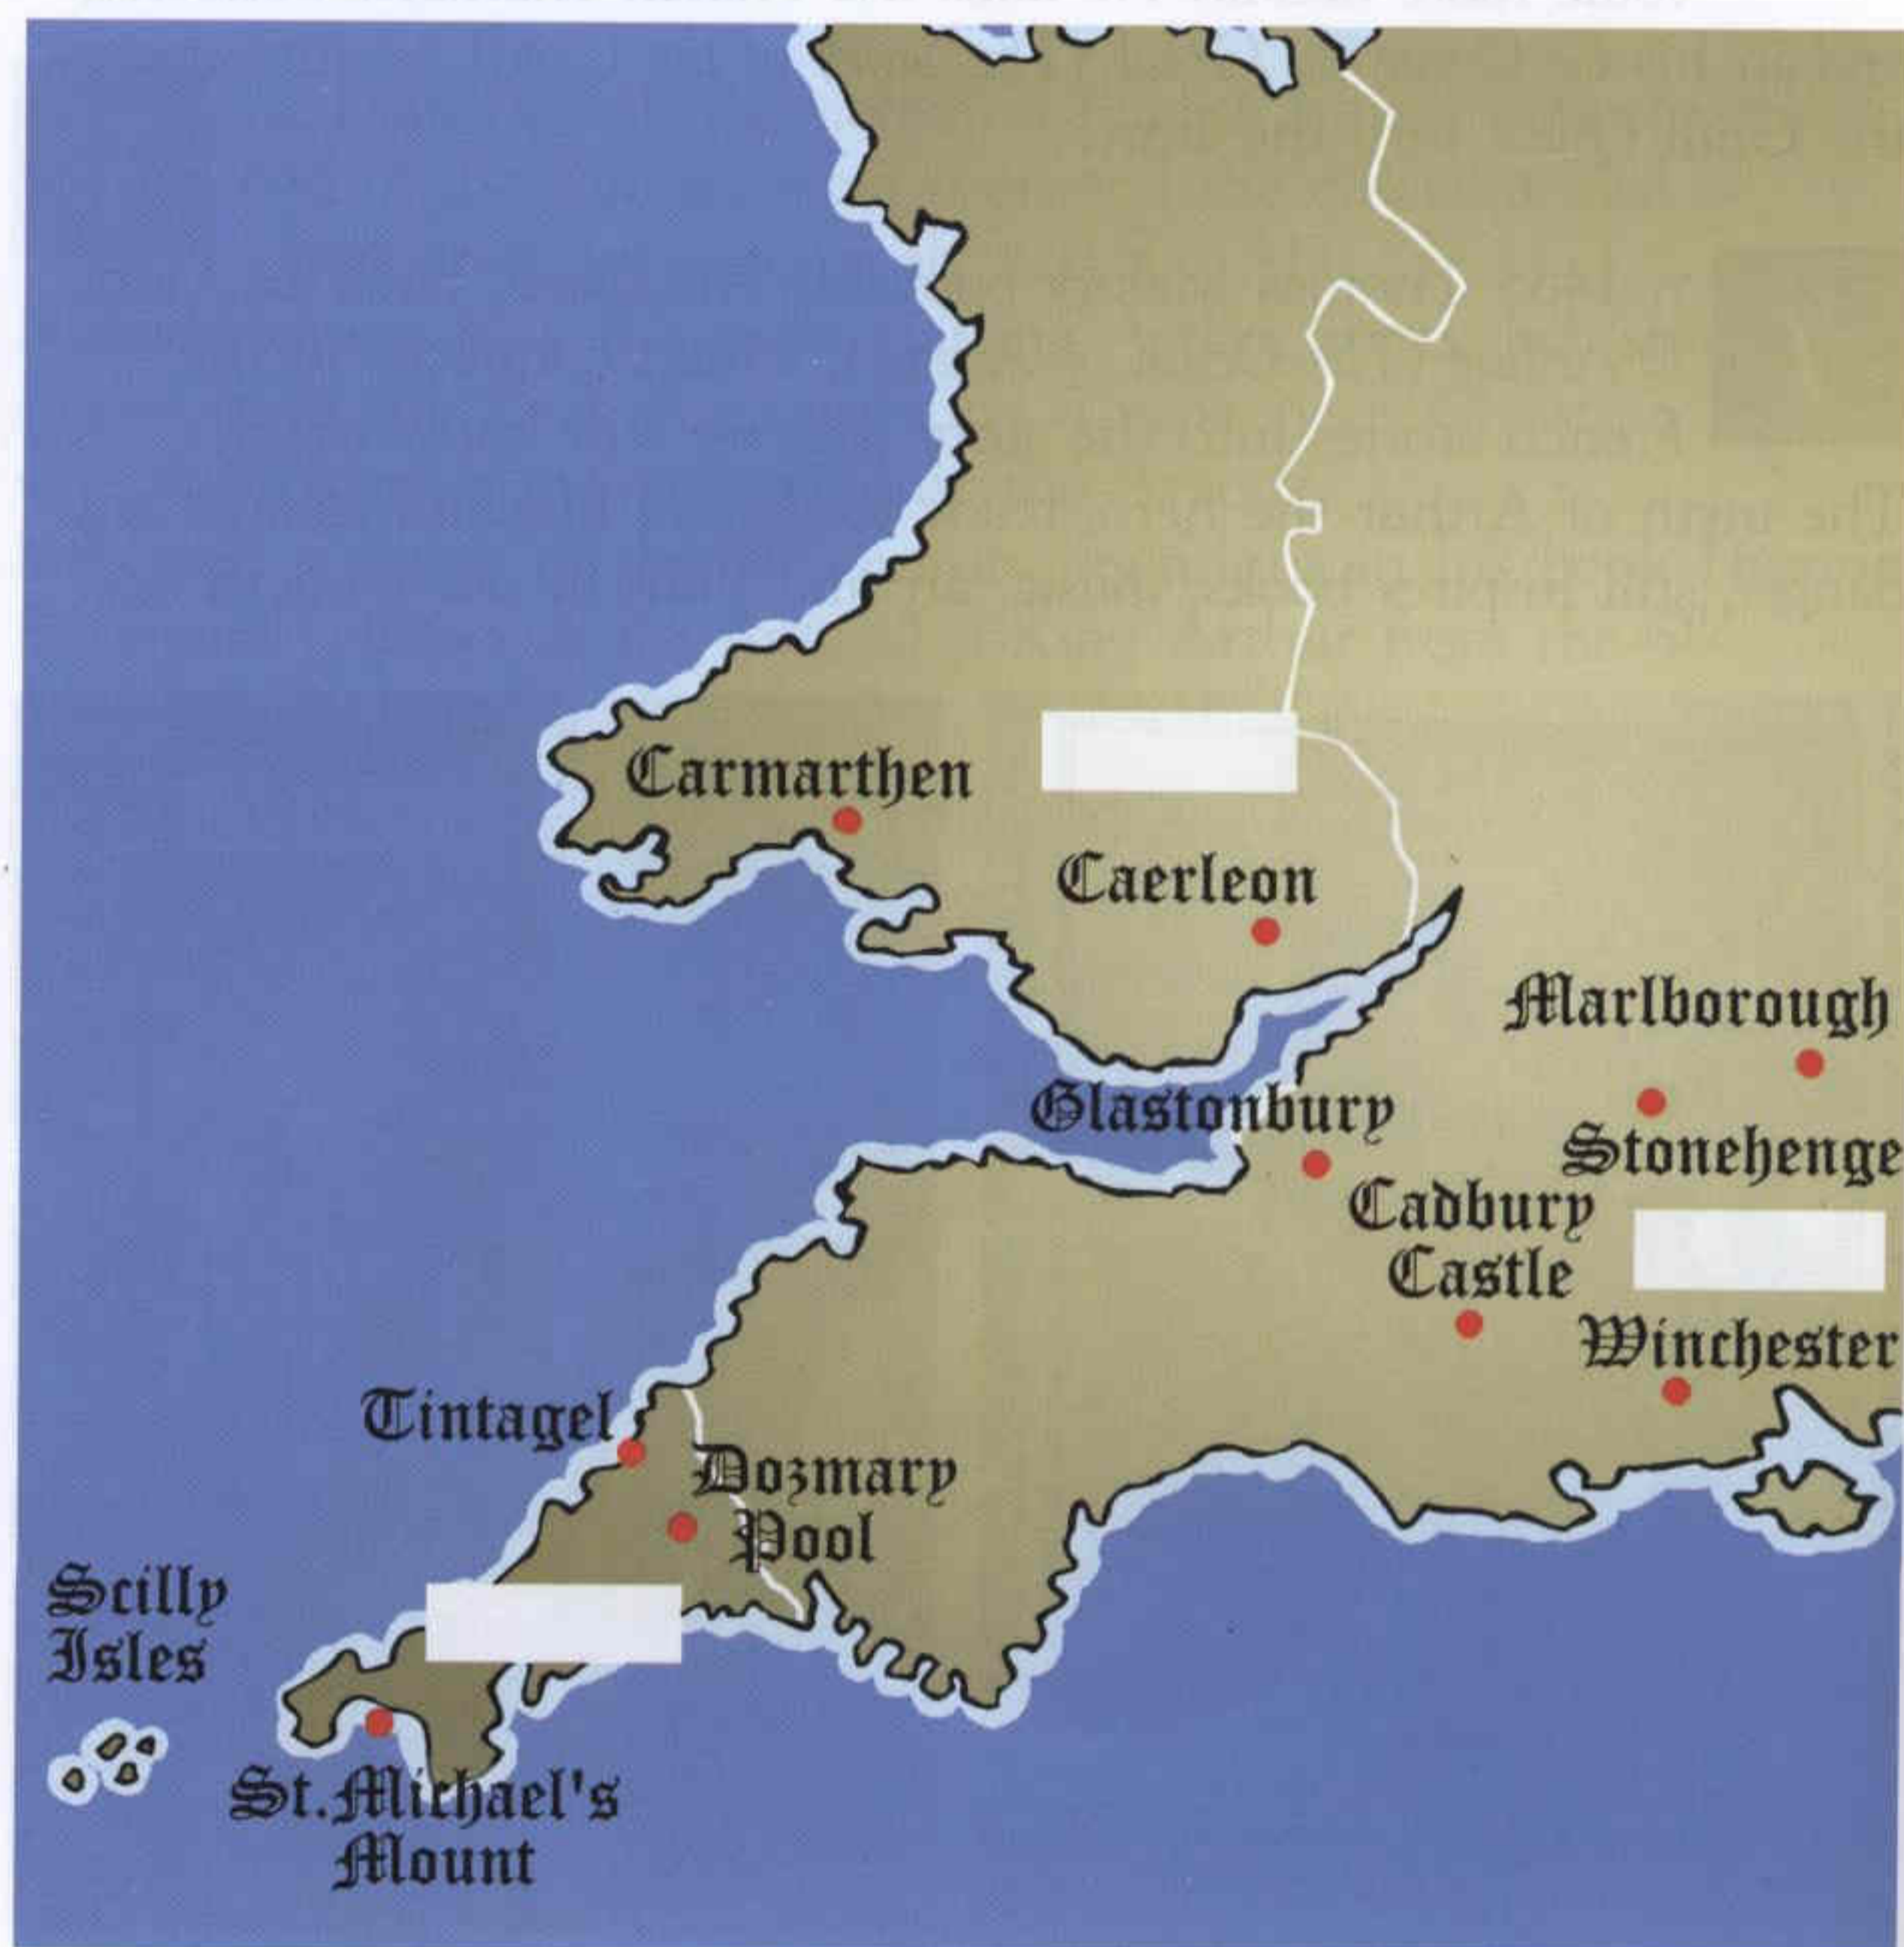 Carmarthen
Caerleon
Marlborough
Glastonbury
Stonehenge
Cadbury
Castle
Winchester
Tintagel
Dozmary
Pool
Scilly
Isles
St.Michael's
Mount